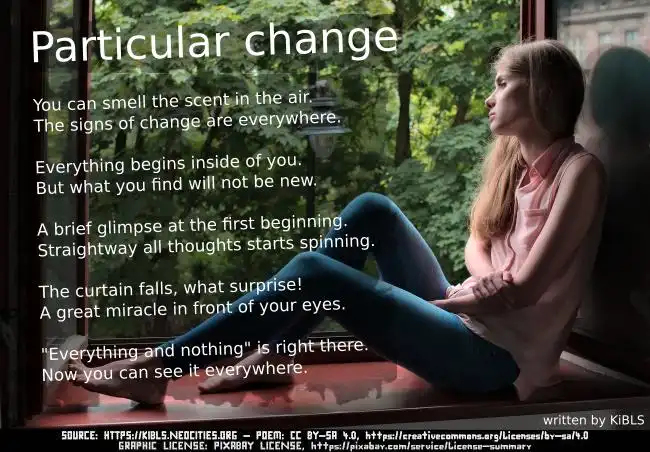 Particular change
You can smell the scent in the air.
The signs of change are everywhere.
Everything begins inside of you.
But what you find will not be new.
A brief glimpse at the first beginning.
Straightway all thoughts starts spinning.
The curtain falls, what surprise!
A great miracle in front of your eyes.
"Everything and nothing" is right there.
Now you can see it everywhere.
written by KiBLS
SOURCE: HTTPS://KIBLS.NEOCITIES.ORG – POEM: CC BY-SA 4.0, https://creativecommons.org/licenses/by-sa/4.0
GRAPHIC LICENSE: PIXABAY LICENSE, https://pixabay.com/service/License-summary